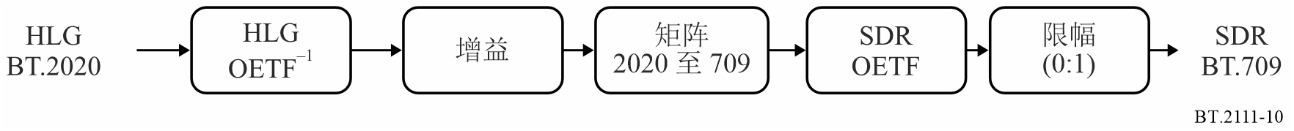 HLG
BT.2020
HLG
OETF⁻¹
增益
矩阵
2020 至 709
SDR
OETF
限幅
(0:1)
SDR
BT.709
BT.2111-10